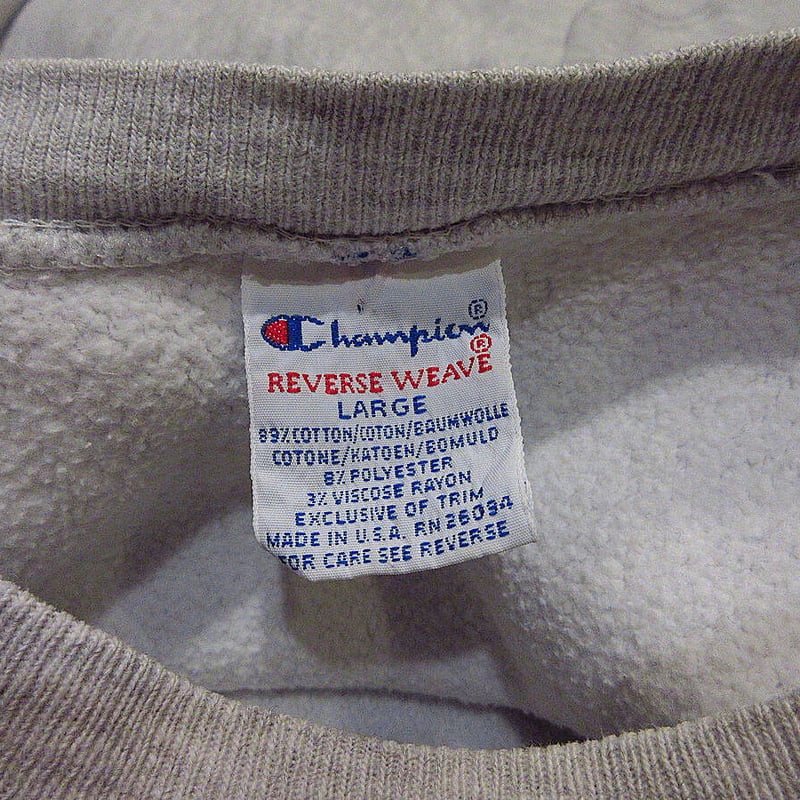 Champion®
REVERSE WEAVE®
LARGE
89% COTTON/COTON/BAUMWOLLE
COTONE/KATOEN/BOMULD
8% POLYESTER
3% VISCOSE RAYON
EXCLUSIVE OF TRIM
MADE IN U.S.A. RN 26094
FOR CARE SEE REVERSE